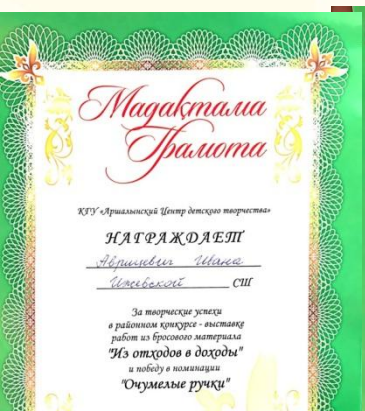 Мадақтама
Грамота
КГУ «Аршалынский Центр детского творчества»
НАГРАЖДАЕТ
Ивана
Ижевской СШ
За творческие успехи
в районном конкурсе - выставке
работ из бросового материала
"Из отходов в доходы"
и победу в номинации
"Очумелые ручки"